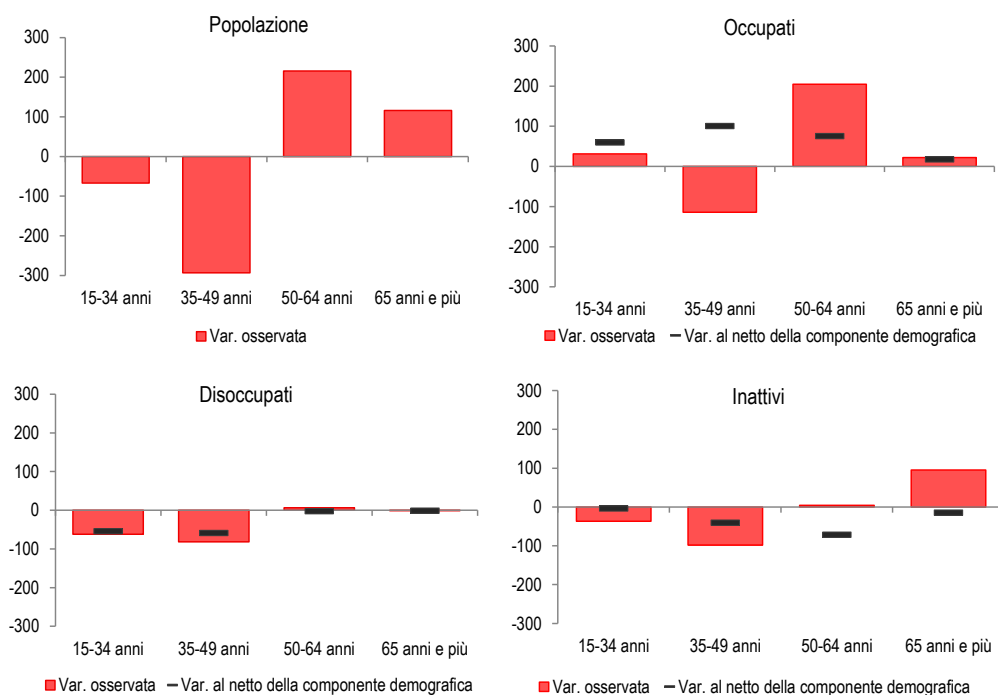 Popolazione
300
200
100
0
-100
-200
-300
15-34 anni 35-49 anni 50-64 anni 65 anni e più
Var. osservata
Occupati
300
200
100
0
-100
-200
-300
15-34 anni 35-49 anni 50-64 anni 65 anni e più
Var. osservata Var. al netto della componente demografica
Disoccupati
300
200
100
0
-100
-200
-300
15-34 anni 35-49 anni 50-64 anni 65 anni e più
Var. osservata Var. al netto della componente demografica
Inattivi
300
200
100
0
-100
-200
-300
15-34 anni 35-49 anni 50-64 anni 65 anni e più
Var. osservata Var. al netto della componente demografica